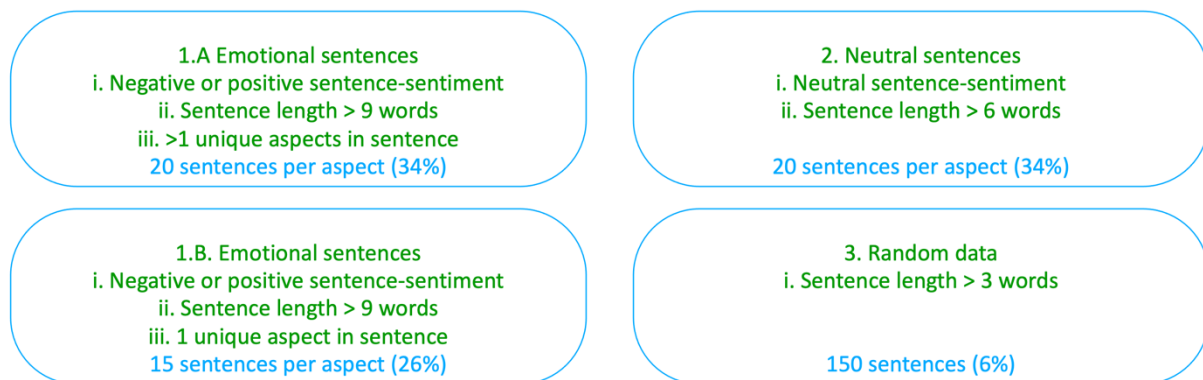 1.A Emotional sentences
i. Negative or positive sentence-sentiment
ii. Sentence length > 9 words
iii. >1 unique aspects in sentence
20 sentences per aspect (34%)
2. Neutral sentences
i. Neutral sentence-sentiment
ii. Sentence length > 6 words
20 sentences per aspect (34%)
1.B. Emotional sentences
i. Negative or positive sentence-sentiment
ii. Sentence length > 9 words
iii. 1 unique aspect in sentence
15 sentences per aspect (26%)
3. Random data
i. Sentence length > 3 words
150 sentences (6%)